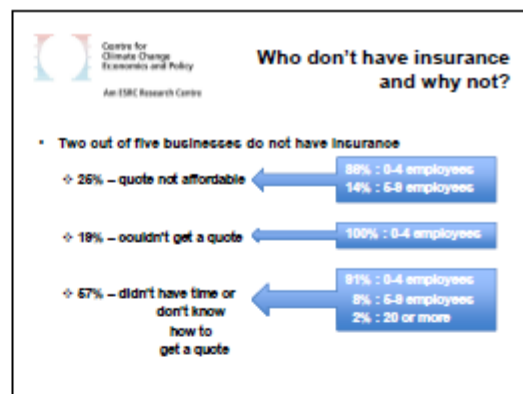 Centre for
Climate Change
Economics and Policy
An ESRC Research Centre
Who don't have insurance
and why not?
• Two out of five businesses do not have insurance
❖ 26% – quote not affordable
86% : 0-4 employees
14% : 5-9 employees
❖ 19% – couldn't get a quote
100% : 0-4 employees
❖ 57% – didn't have time or
don't know
how to
get a quote
91% : 0-4 employees
8% : 5-9 employees
2% : 20 or more